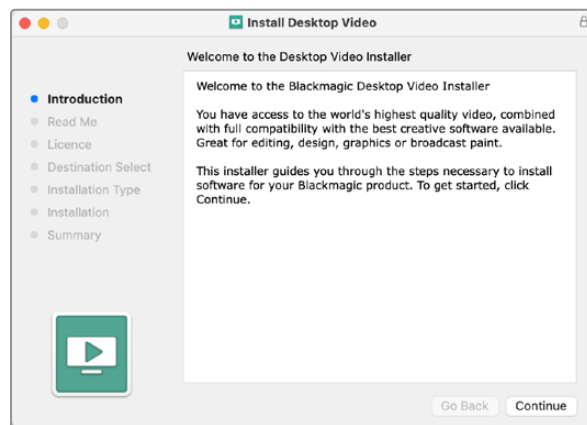 Install Desktop Video
Welcome to the Desktop Video Installer
Introduction
Read Me
Licence
Destination Select
Installation Type
Installation
Summary
Welcome to the Blackmagic Desktop Video Installer
You have access to the world's highest quality video, combined
with full compatibility with the best creative software available.
Great for editing, design, graphics or broadcast paint.
This installer guides you through the steps necessary to install
software for your Blackmagic product. To get started, click
Continue.
Go Back
Continue